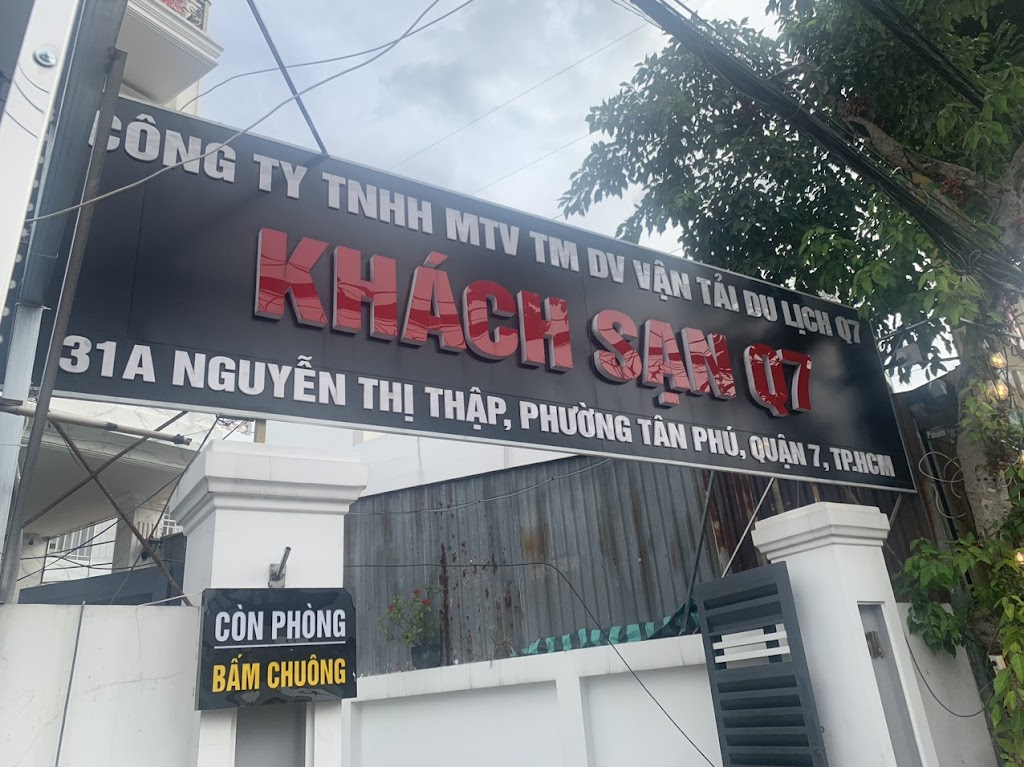 CÔNG TY TNHH MTV TM DV VẬN TẢI DU LỊCH Q7
KHÁCH SẠN Q7
31A NGUYỄN THỊ THẬP, PHƯỜNG TÂN PHÚ, QUẬN 7, TP.HCM
CÒN PHÒNG
BẤM CHUÔNG